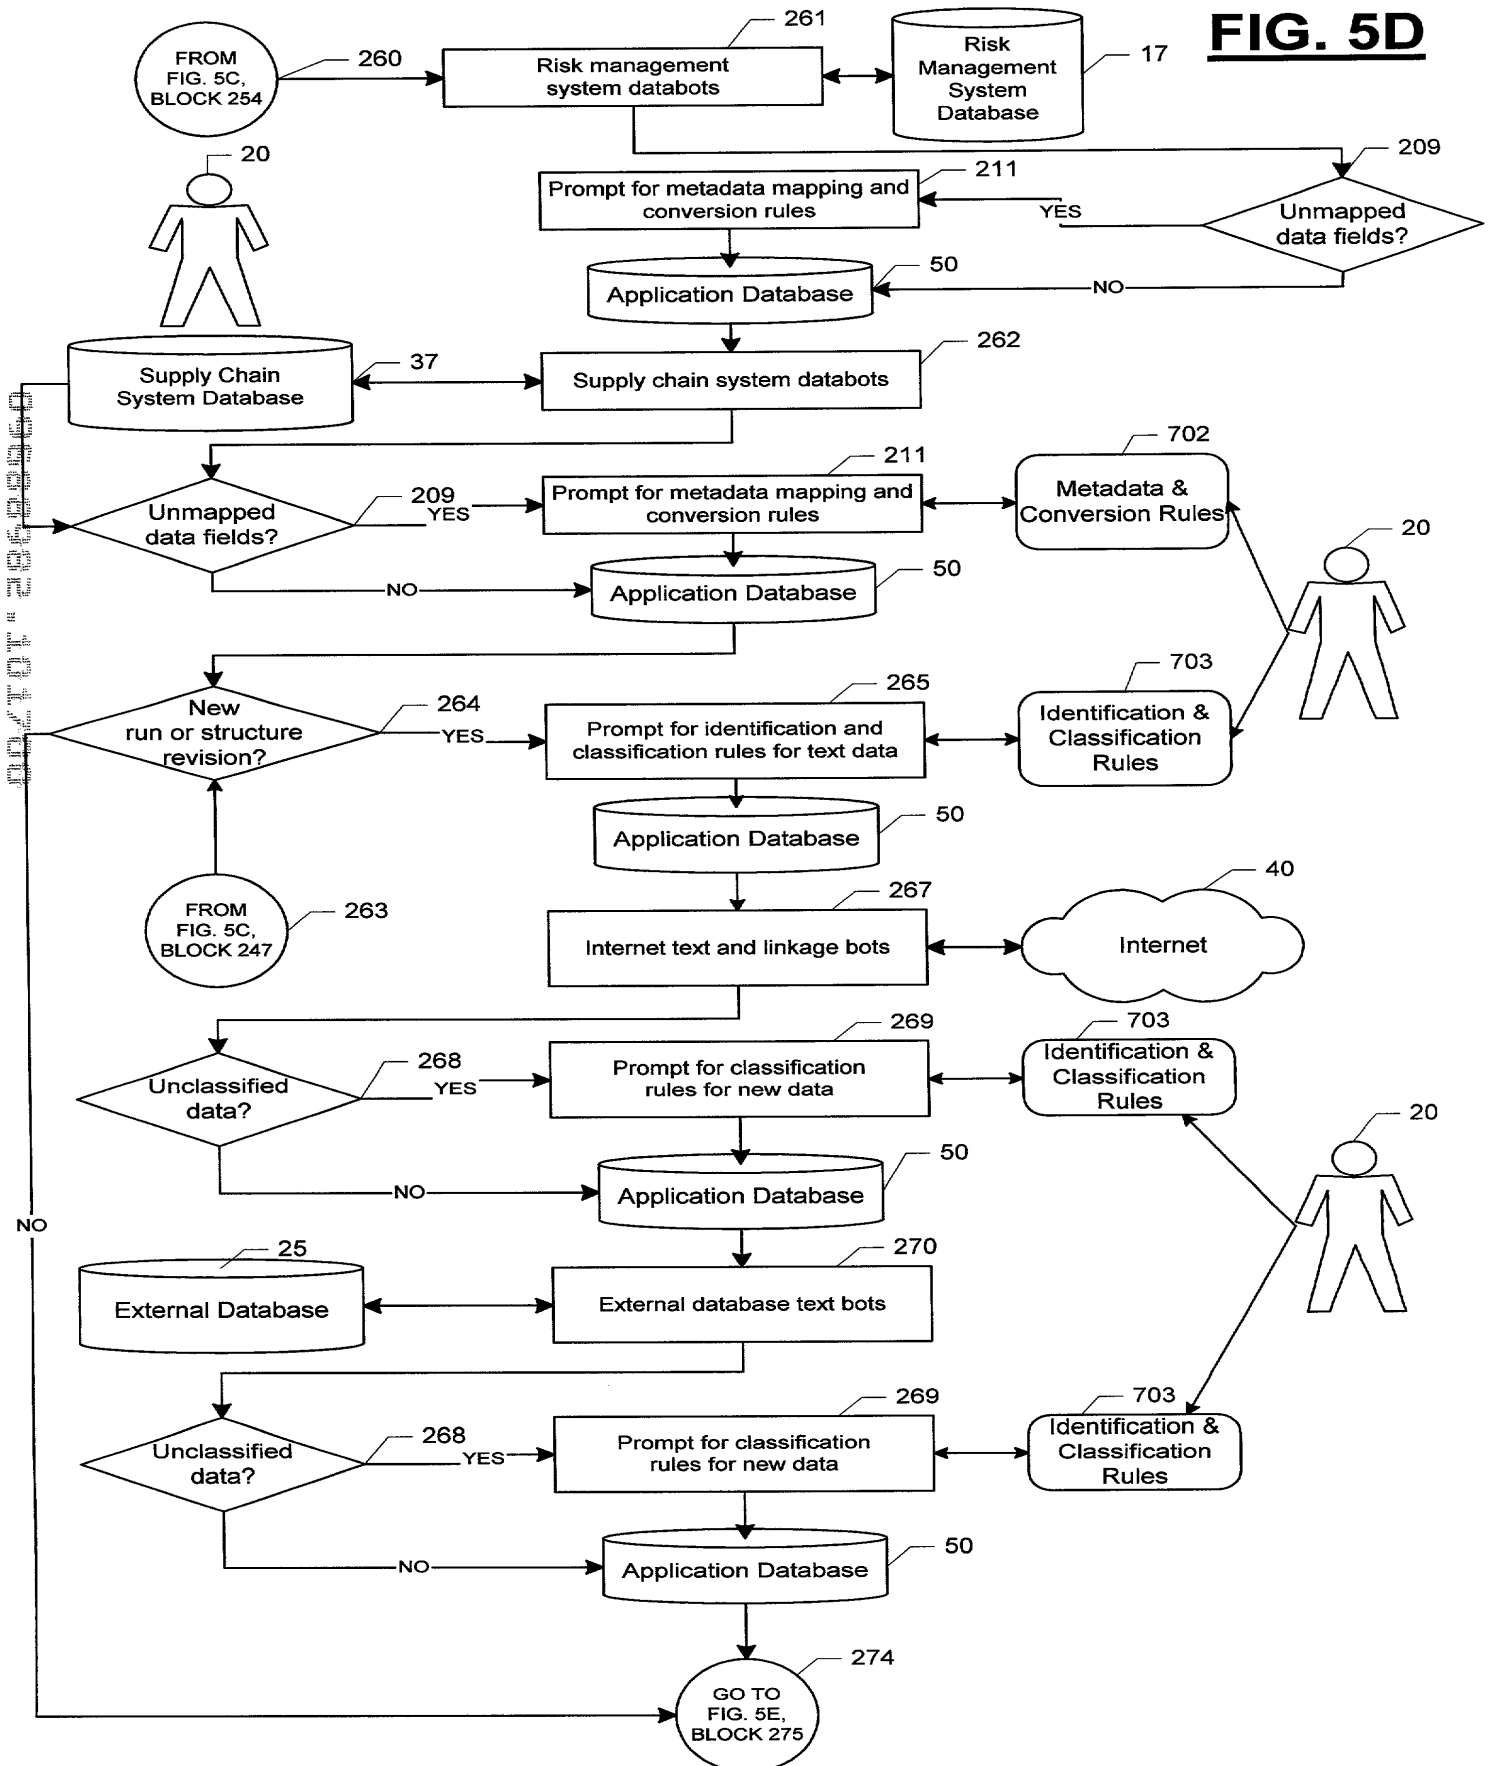 FIG. 5D
261
FROM
FIG. 5C,
BLOCK 254
260
Risk management
system databots
Risk
Management
System
Database
17
20
209
211
Prompt for metadata mapping and
conversion rules
YES
Unmapped
data fields?
50
Application Database
NO
262
37
Supply Chain
System Database
Supply chain system databots
702
211
209
Unmapped
data fields?
YES
Prompt for metadata mapping and
conversion rules
Metadata &
Conversion Rules
20
50
NO
Application Database
703
265
264
New
run or structure
revision?
YES
Prompt for identification and
classification rules for text data
Identification &
Classification
Rules
50
Application Database
40
267
263
FROM
FIG. 5C,
BLOCK 247
Internet text and linkage bots
Internet
269
703
268
Unclassified
data?
YES
Prompt for classification
rules for new data
Identification &
Classification
Rules
20
50
NO
Application Database
NO
25
270
External Database
External database text bots
269
703
268
Unclassified
data?
YES
Prompt for classification
rules for new data
Identification &
Classification
Rules
50
NO
Application Database
274
GO TO
FIG. 5E,
BLOCK 275